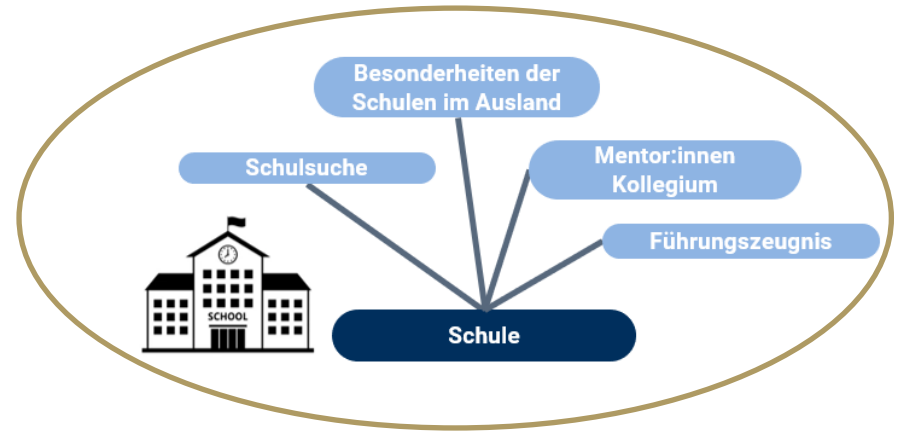 Besonderheiten der
Schulen im Ausland
Mentor:innen
Kollegium
Schulsuche
Führungszeugnis
SCHOOL
Schule